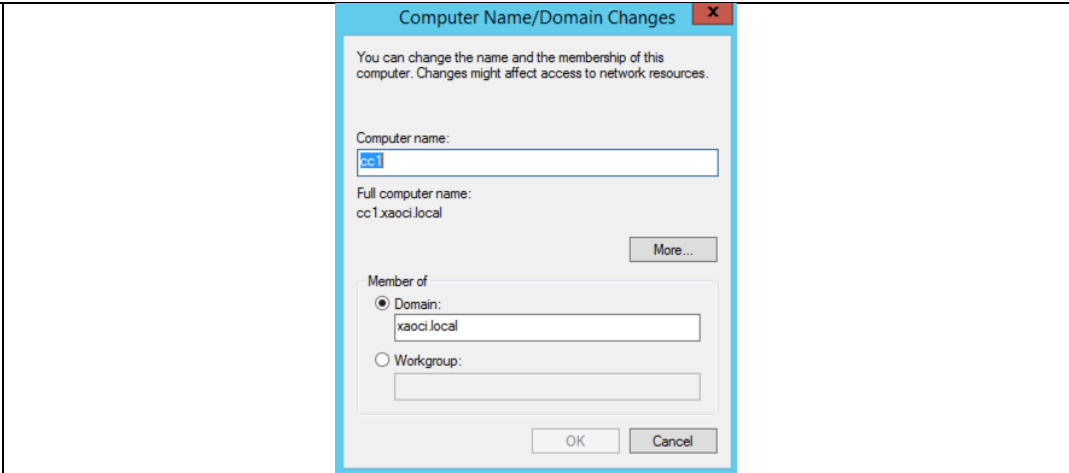 Computer Name/Domain Changes
x
You can change the name and the membership of this
computer. Changes might affect access to network resources.
Computer name:
cc1
Full computer name:
cc1.xaoci.local
More...
Member of
Domain:
xaoci.local
Workgroup:
OK
Cancel